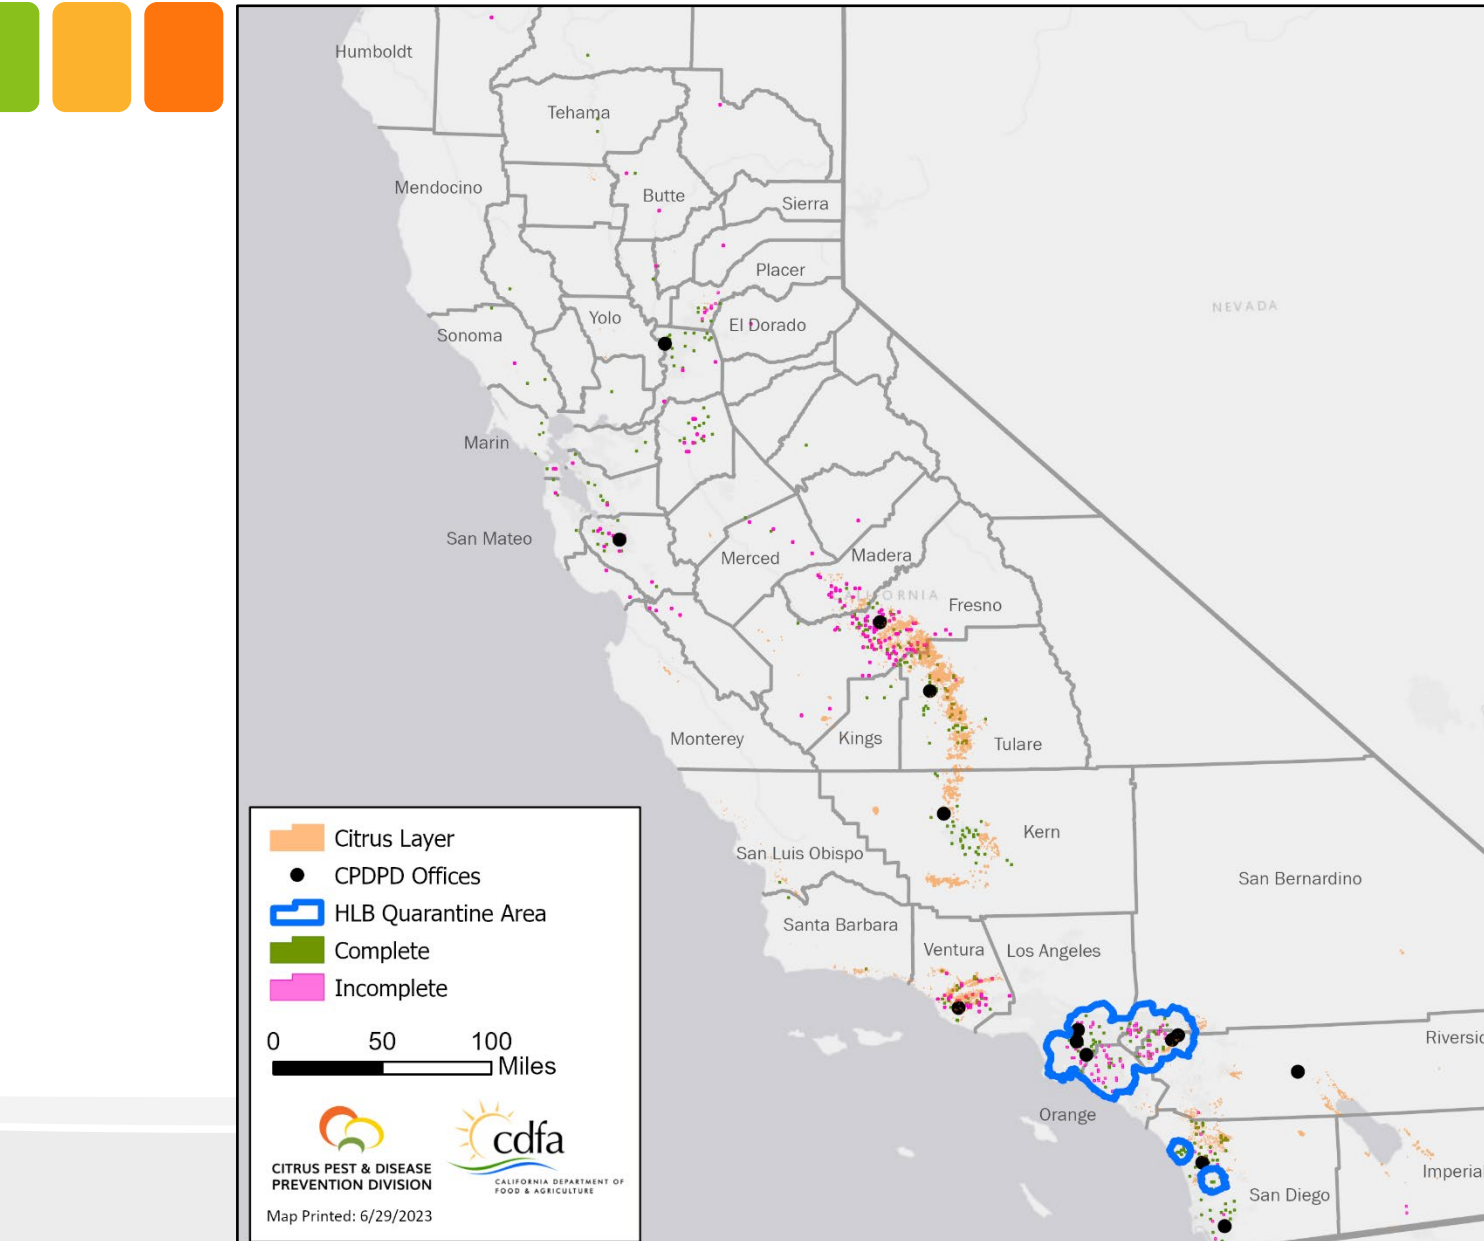 Humboldt
Tehama
Mendocino
Butte
Sierra
Placer
NEVADA
Yolo
El Dorado
Sonoma
Marin
San Mateo
Merced
Madera
CALIFORNIA
Fresno
Monterey
Kings
Tulare
Kern
San Luis Obispo
San Bernardino
Santa Barbara
Ventura
Los Angeles
Orange
San Diego
Citrus Layer
CPDPD Offices
HLB Quarantine Area
Complete
Incomplete
0 50 100
Miles
CITRUS PEST & DISEASE
PREVENTION DIVISION
cdfa
CALIFORNIA DEPARTMENT OF
FOOD & AGRICULTURE
Map Printed: 6/29/2023
Riversid
Imperial